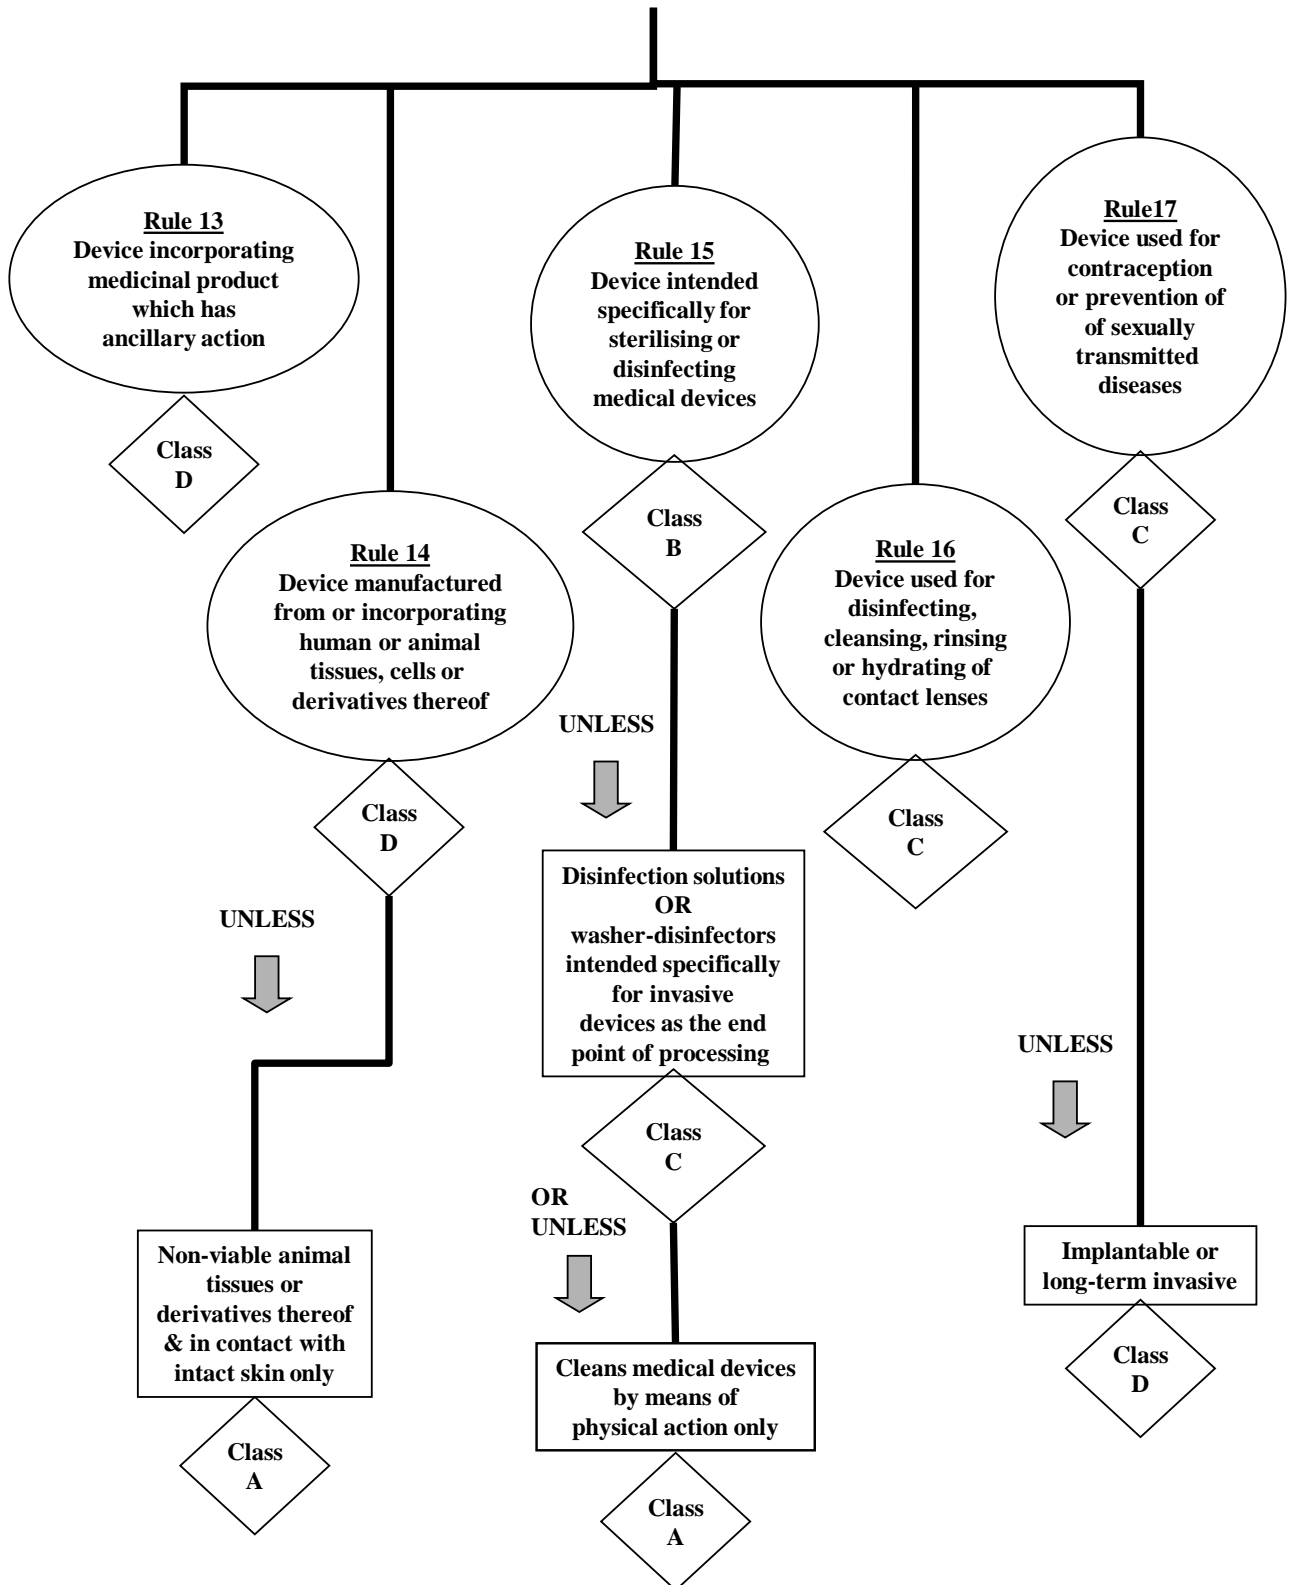 Rule 13
Device incorporating
medicinal product
which has
ancillary action
Class
D
Rule 14
Device manufactured
from or incorporating
human or animal
tissues, cells or
derivatives thereof
Class
D
UNLESS
Non-viable animal
tissues or
derivatives thereof
& in contact with
intact skin only
Class
A
Rule 15
Device intended
specifically for
sterilising or
disinfecting
medical devices
Class
B
UNLESS
Disinfection solutions
OR
washer-disinfectors
intended specifically
for invasive
devices as the end
point of processing
Class
C
OR
UNLESS
Cleans medical devices
by means of
physical action only
Class
A
Rule 16
Device used for
disinfecting,
cleansing, rinsing
or hydrating of
contact lenses
Class
C
Rule17
Device used for
contraception
or prevention of
of sexually
transmitted
diseases
Class
C
UNLESS
Implantable or
long-term invasive
Class
D